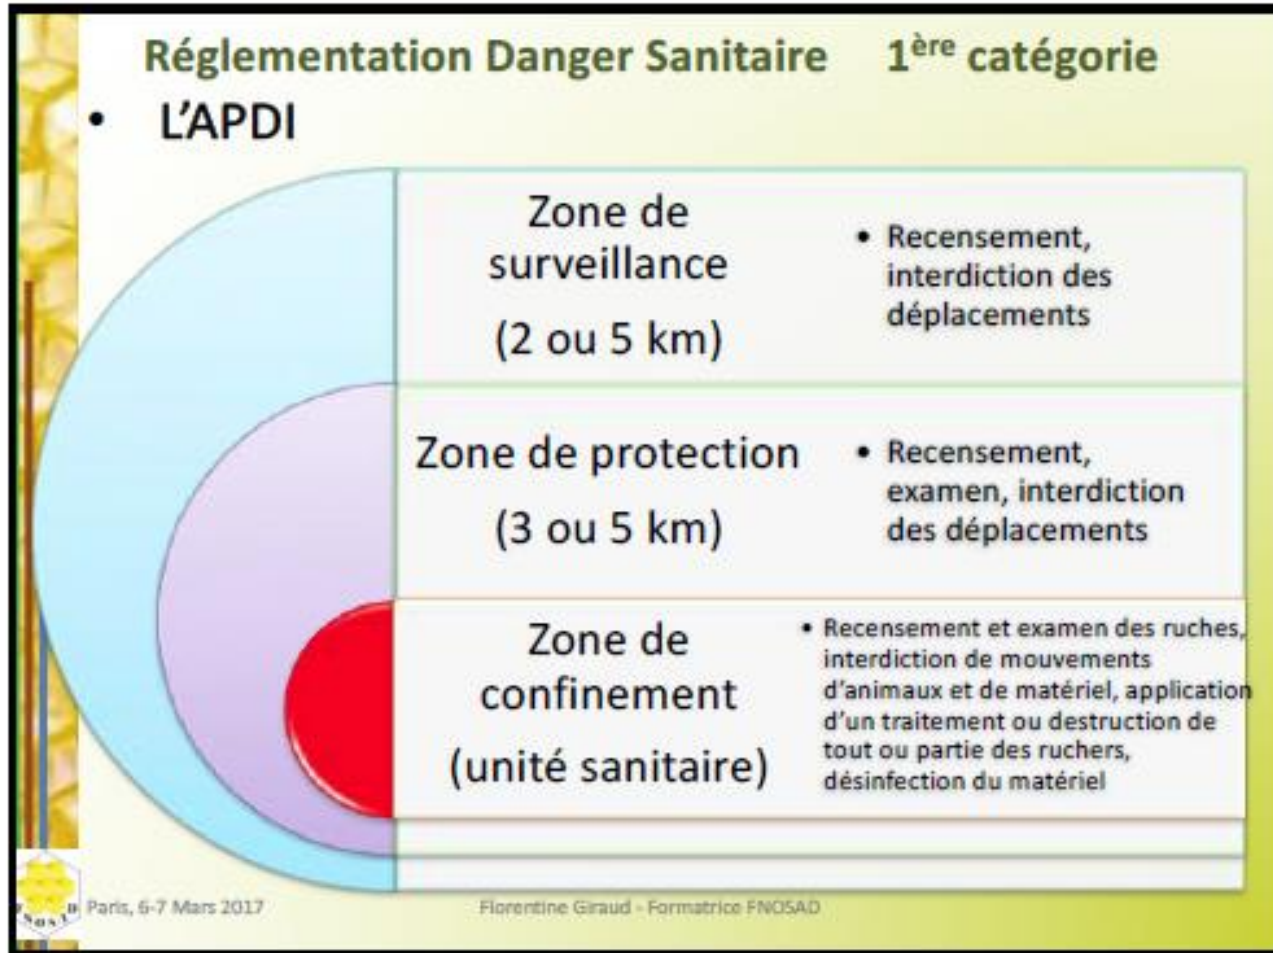 Réglementation Danger Sanitaire 1ère catégorie
• L'APDI
Zone de
surveillance
(2 ou 5 km)
• Recensement,
interdiction des
déplacements
Zone de protection
(3 ou 5 km)
• Recensement,
examen, interdiction
des déplacements
Zone de
confinement
(unité sanitaire)
• Recensement et examen des ruches,
interdiction de mouvements
d'animaux et de matériel, application
d'un traitement ou destruction de
tout ou partie des ruchers,
désinfection du matériel
FNOSAD
Paris, 6-7 Mars 2017
Florentine Giraud - Formatrice FNOSAD